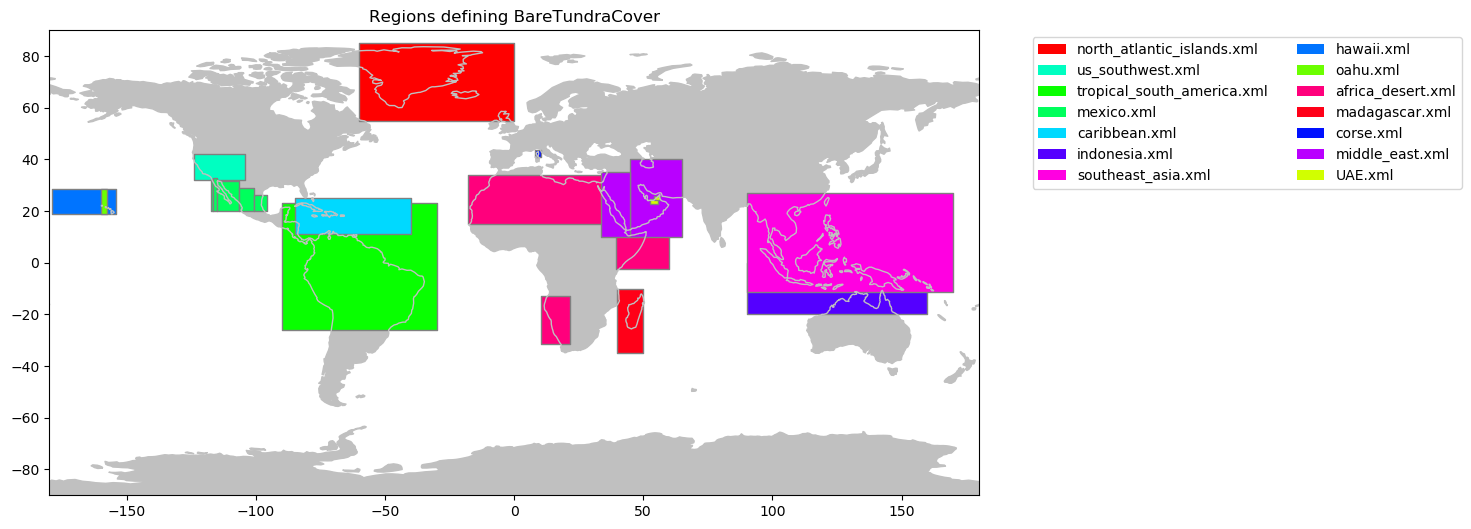 Regions defining BareTundraCover
80
60
40
20
0
−20
−40
−60
−80
−150
−100
−50
0
50
100
150
north_atlantic_islands.xml
us_southwest.xml
tropical_south_america.xml
mexico.xml
caribbean.xml
indonesia.xml
southeast_asia.xml
hawaii.xml
oahu.xml
africa_desert.xml
madagascar.xml
corse.xml
middle_east.xml
UAE.xml